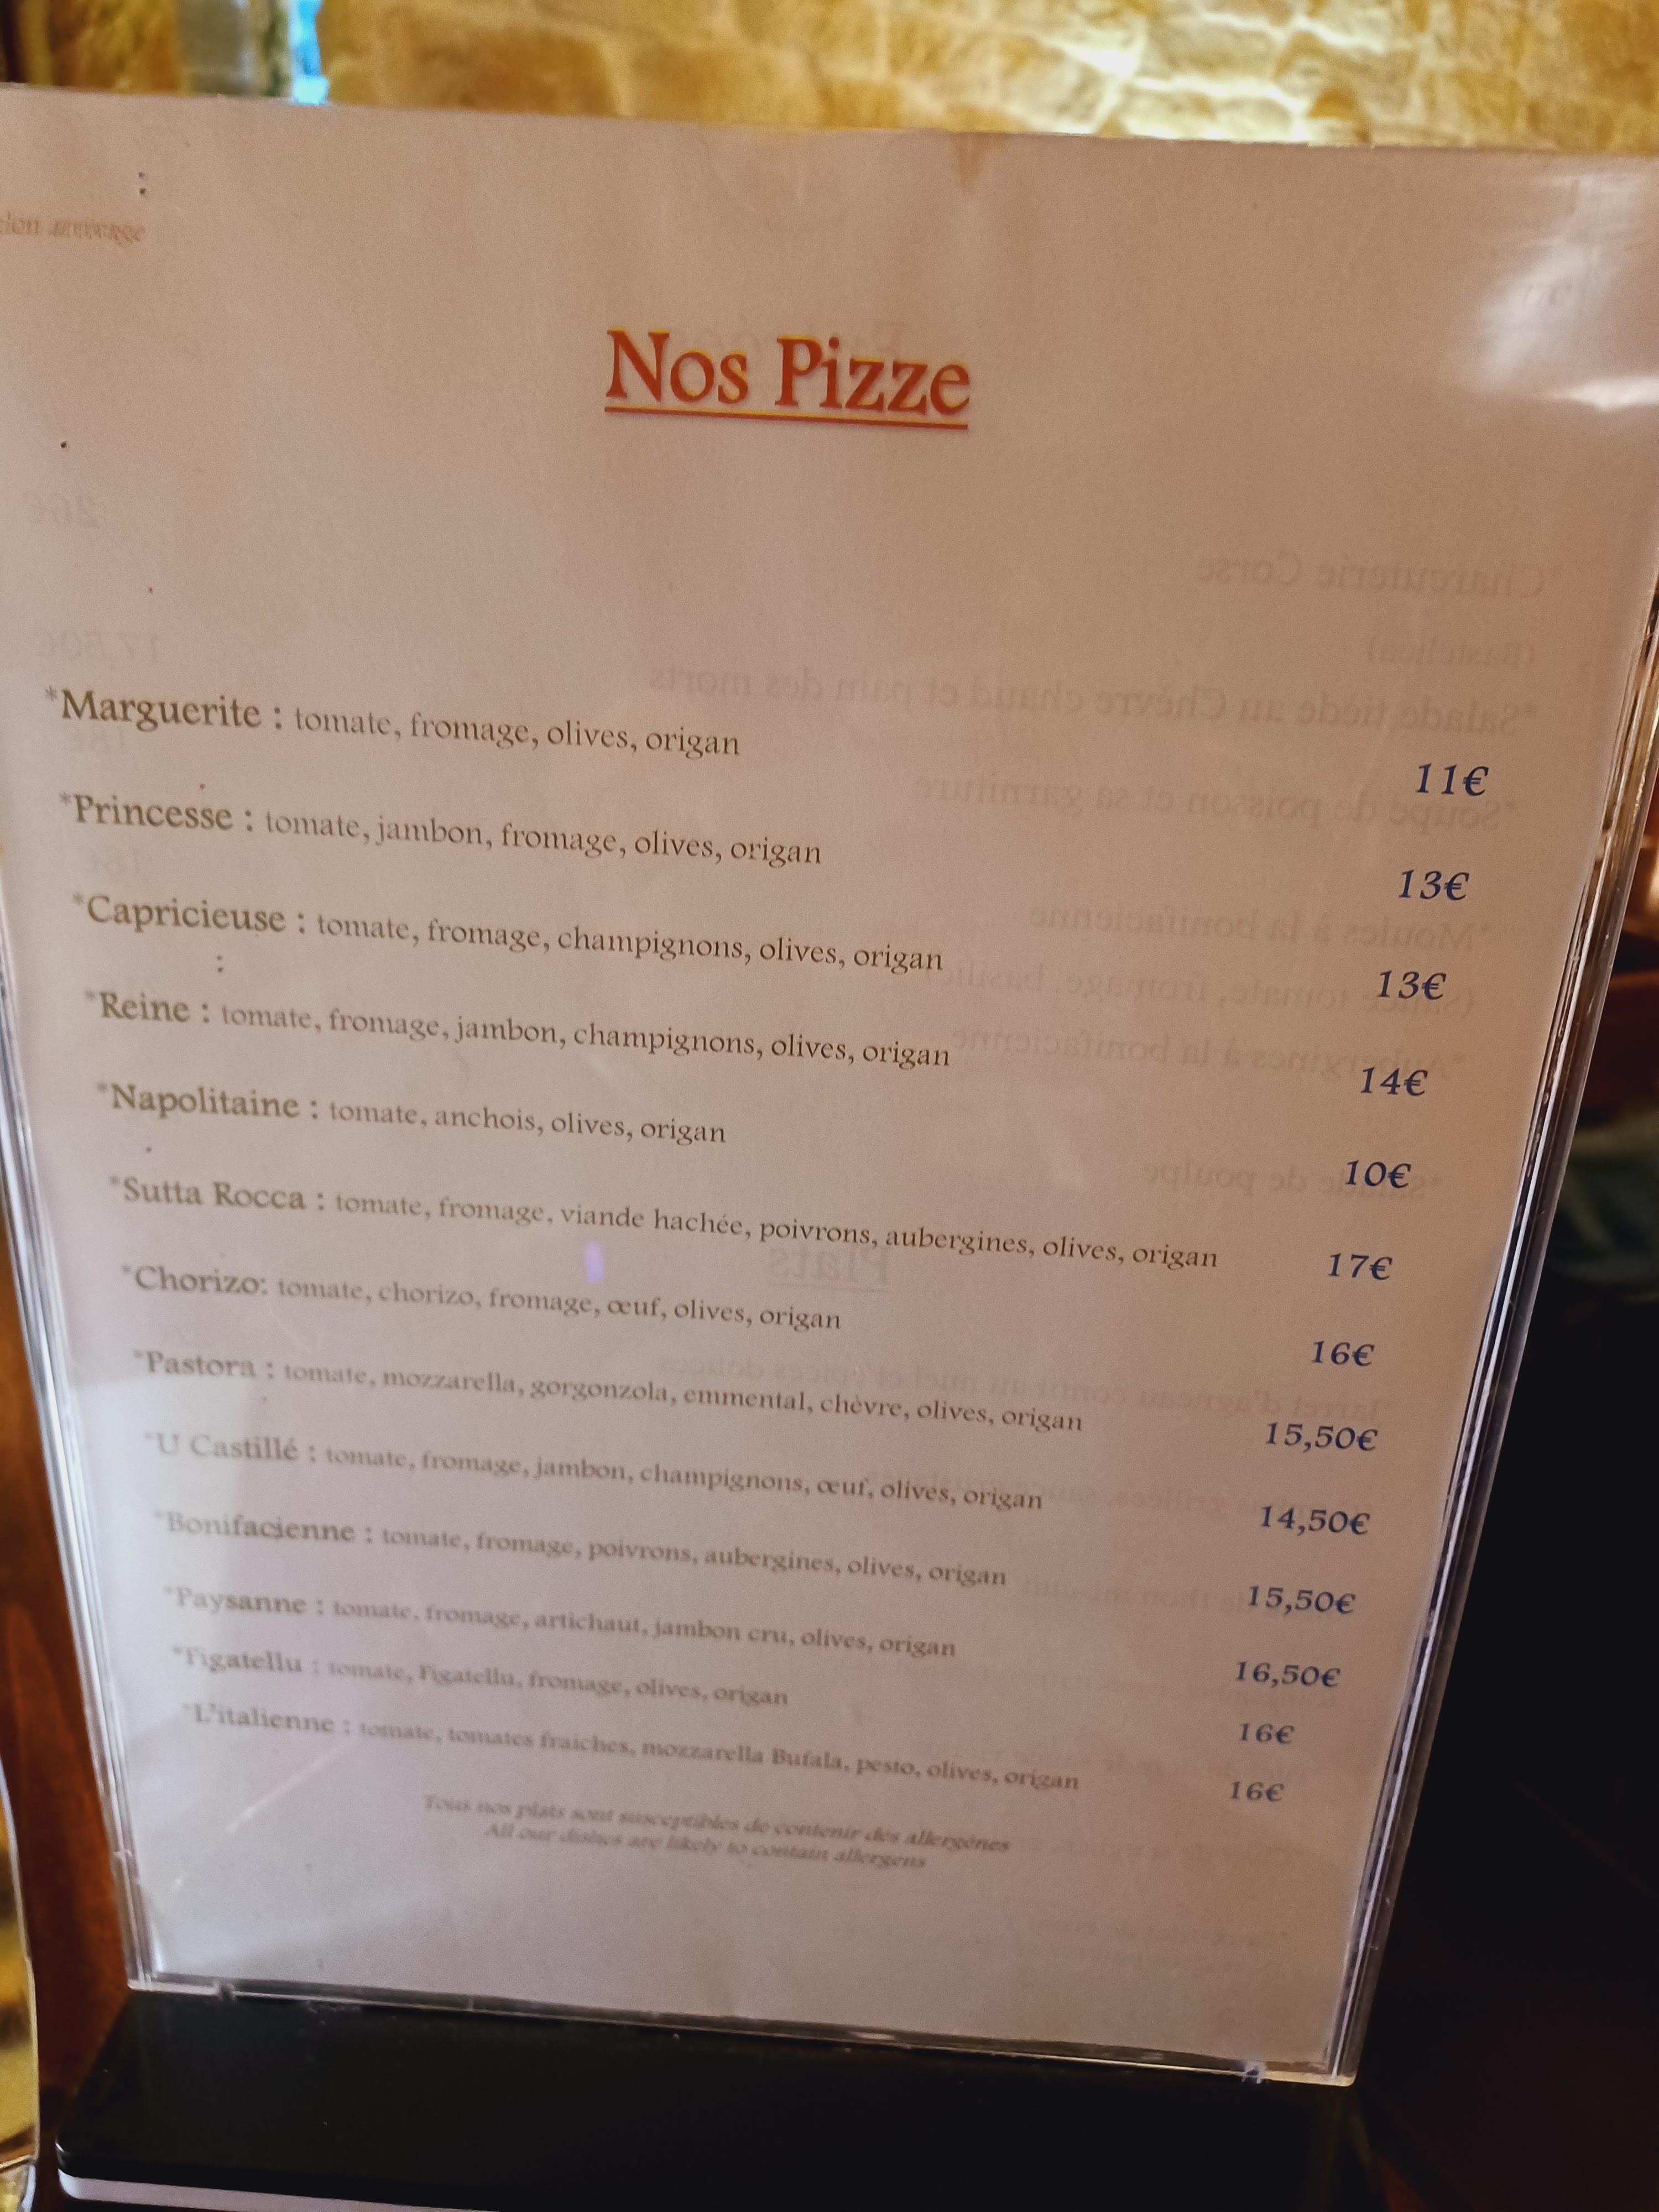 Nos Pizze
*Marguerite : tomate, fromage, olives, origan 11€
*Princesse : tomate, jambon, fromage, olives, origan 13€
*Capricieuse : tomate, fromage, champignons, olives, origan 13€
*Reine : tomate, fromage, jambon, champignons, olives, origan 14€
*Napolitaine : tomate, anchois, olives, origan 10€
*Sutta Rocca : tomate, fromage, viande hachée, poivrons, aubergines, olives, origan 17€
*Chorizo: tomate, chorizo, fromage, œuf, olives, origan 16€
*Pastora : tomate, mozzarella, gorgonzola, emmental, chèvre, olives, origan 15,50€
*U Castillé : tomate, fromage, jambon, champignons, œuf, olives, origan 14,50€
*Bonifacienne : tomate, fromage, poivrons, aubergines, olives, origan 15,50€
*Paysanne : tomate, fromage, artichaut, jambon cru, olives, origan 16,50€
*Figatellu : tomate, Figatellu, fromage, olives, origan 16€
*L'italienne : tomate, tomates fraiches, mozzarella Bufala, pesto, olives, origan 16€
Tous nos plats sont susceptibles de contenir des allergènes
All our dishes are likely to contain allergens